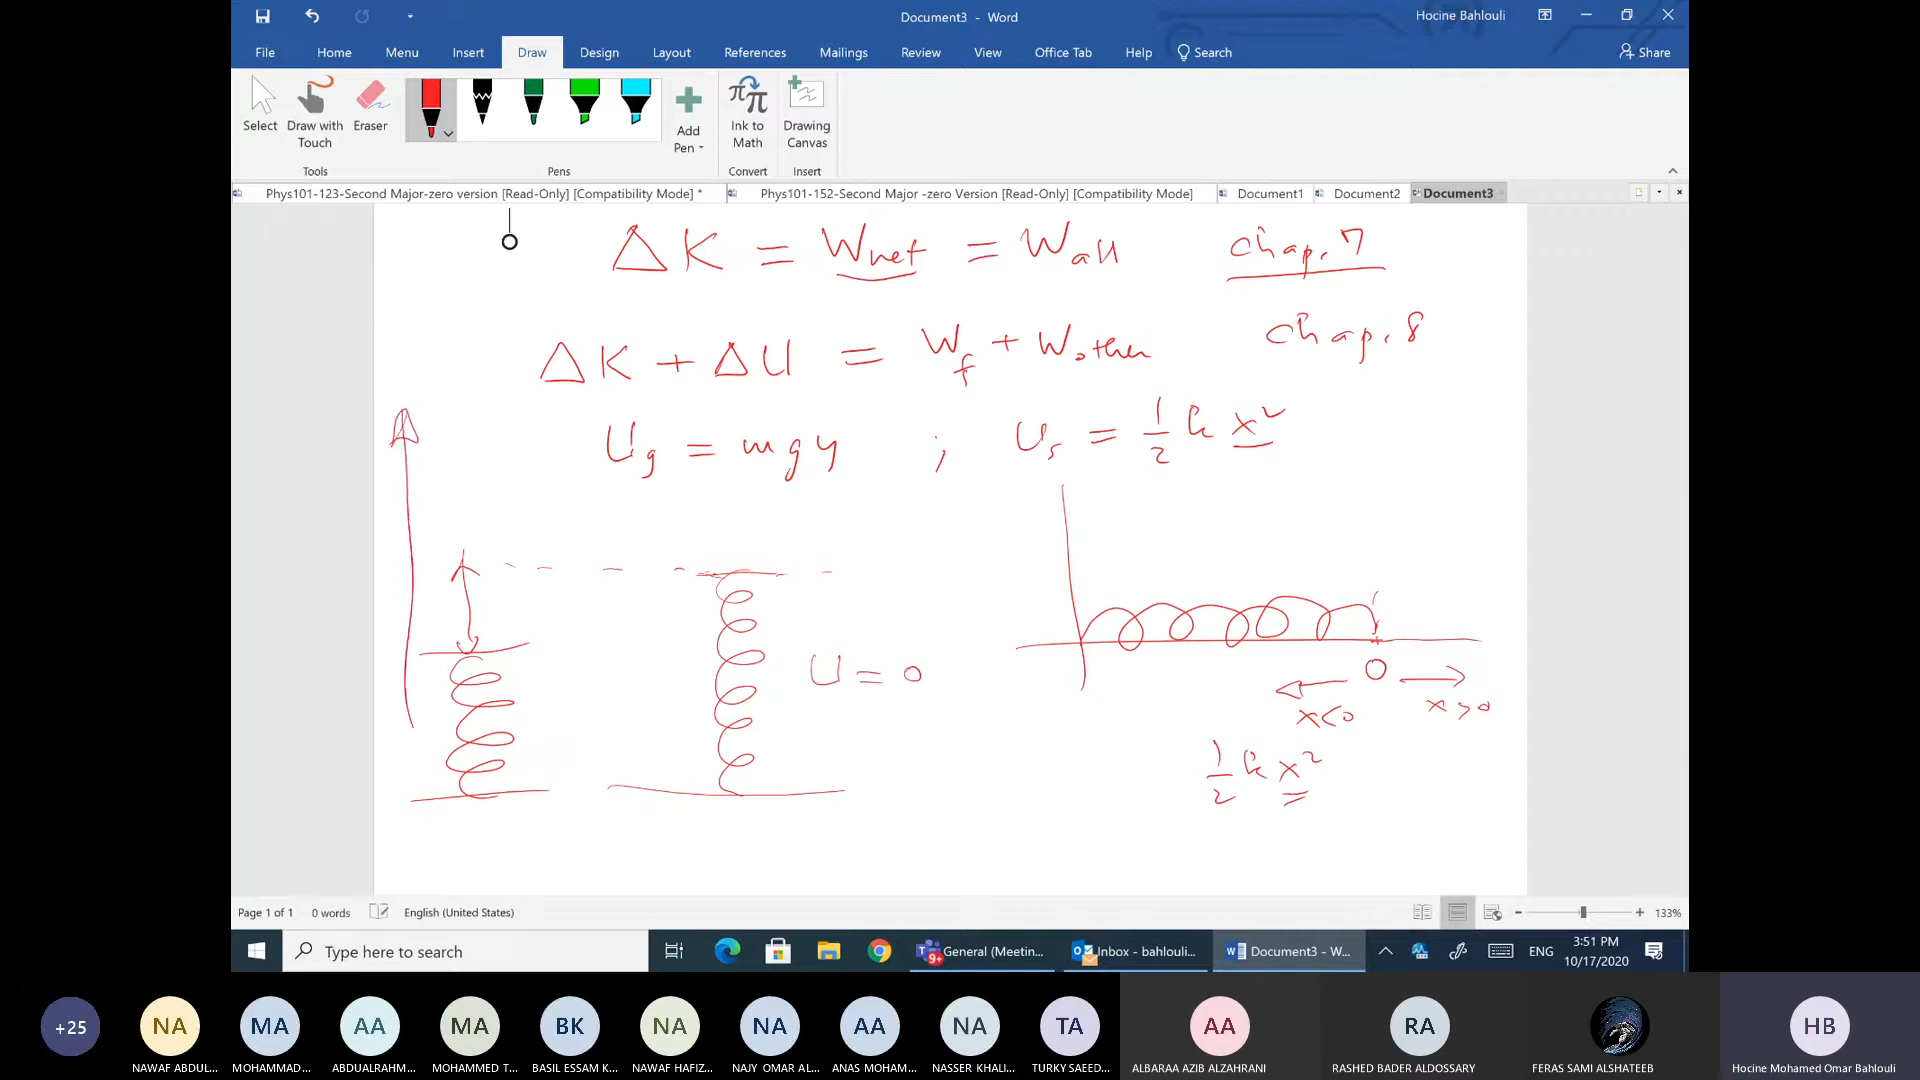 Document3 - Word
Hocine Bahlouli
File Home Menu Insert Draw Design Layout References Mailings Review View Office Tab Help Search Share
Select Draw with Touch Eraser Add Pen Ink to Math Drawing Canvas
Tools Pens Convert Insert
Phys101-123-Second Major-zero version [Read-Only] [Compatibility Mode] * Phys101-152-Second Major -zero Version [Read-Only] [Compatibility Mode] Document1 Document2 Document3
ΔK = Wnet = Wall chap. 7
ΔK + ΔU = Wf + Wother chap. 8
Ug = mgy ; Us = 1/2 k x²
U = 0
0
x<0 x>0
1/2 k x²
Page 1 of 1 0 words English (United States) 133%
Type here to search 9+ General (Meetin... Inbox - bahlouli... Document3 - W... ENG 3:51 PM
10/17/2020
+25 NA MA AA MA BK NA NA AA NA TA AA RA HB
NAWAF ABDUL... MOHAMMAD... ABDUALRAHM... MOHAMMED T... BASIL ESSAM K... NAWAF HAFIZ... NAJY OMAR AL... ANAS MOHAM... NASSER KHALI... TURKY SAEED... ALBARAA AZIB ALZAHRANI RASHED BADER ALDOSSARY FERAS SAMI ALSHATEEB Hocine Mohamed Omar Bahlouli